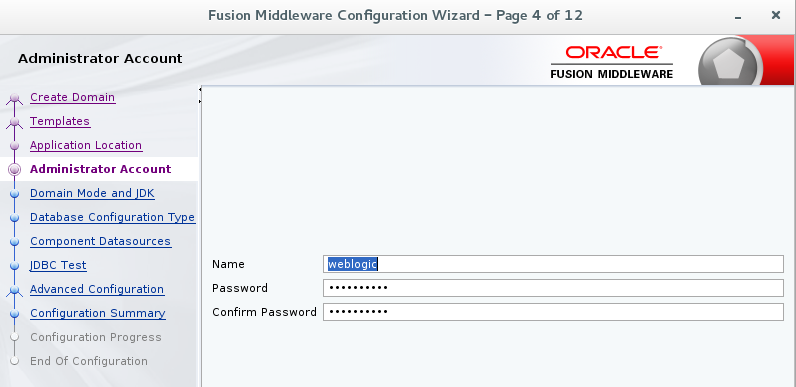 Fusion Middleware Configuration Wizard – Page 4 of 12
Administrator Account
ORACLE
FUSION MIDDLEWARE
Create Domain
Templates
Application Location
Administrator Account
Domain Mode and JDK
Database Configuration Type
Component Datasources
JDBC Test
Advanced Configuration
Configuration Summary
Configuration Progress
End Of Configuration
Name weblogic
Password ••••••••••
Confirm Password ••••••••••